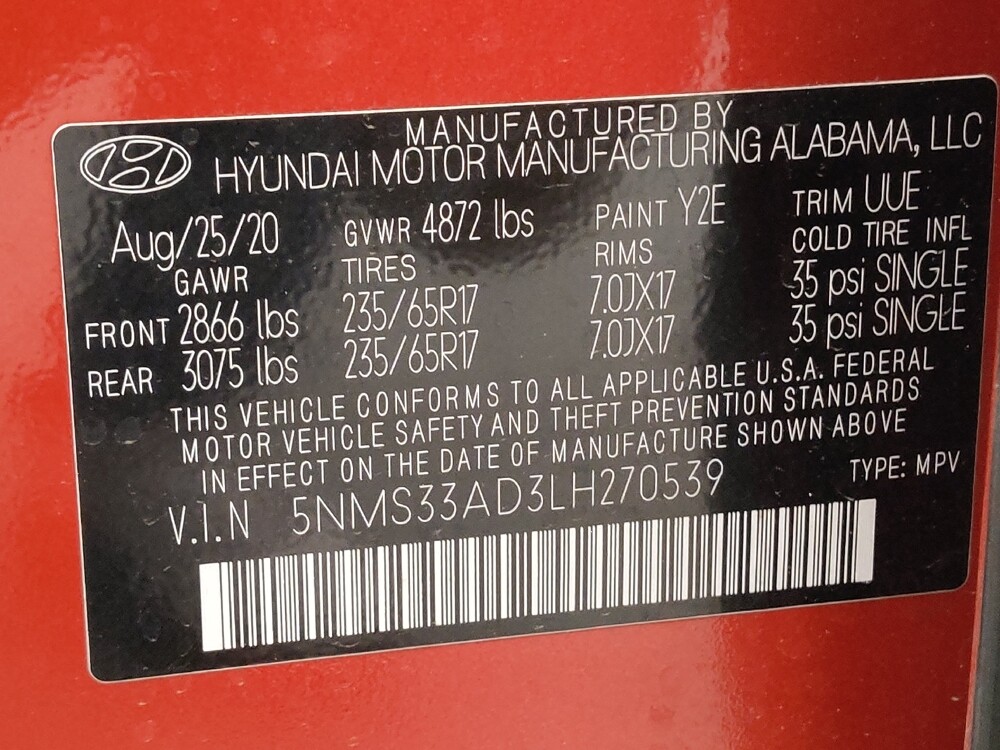 MANUFACTURED BY
HYUNDAI MOTOR MANUFACTURING ALABAMA, LLC
Aug/25/20 GVWR 4872 lbs PAINT Y2E TRIM UUE
GAWR TIRES RIMS COLD TIRE INFL
FRONT 2866 lbs 235/65R17 7.0JX17 35 psi SINGLE
REAR 3075 lbs 235/65R17 7.0JX17 35 psi SINGLE
THIS VEHICLE CONFORMS TO ALL APPLICABLE U.S.A. FEDERAL
MOTOR VEHICLE SAFETY AND THEFT PREVENTION STANDARDS
IN EFFECT ON THE DATE OF MANUFACTURE SHOWN ABOVE
V.I.N 5NMS33AD3LH270539 TYPE: MPV